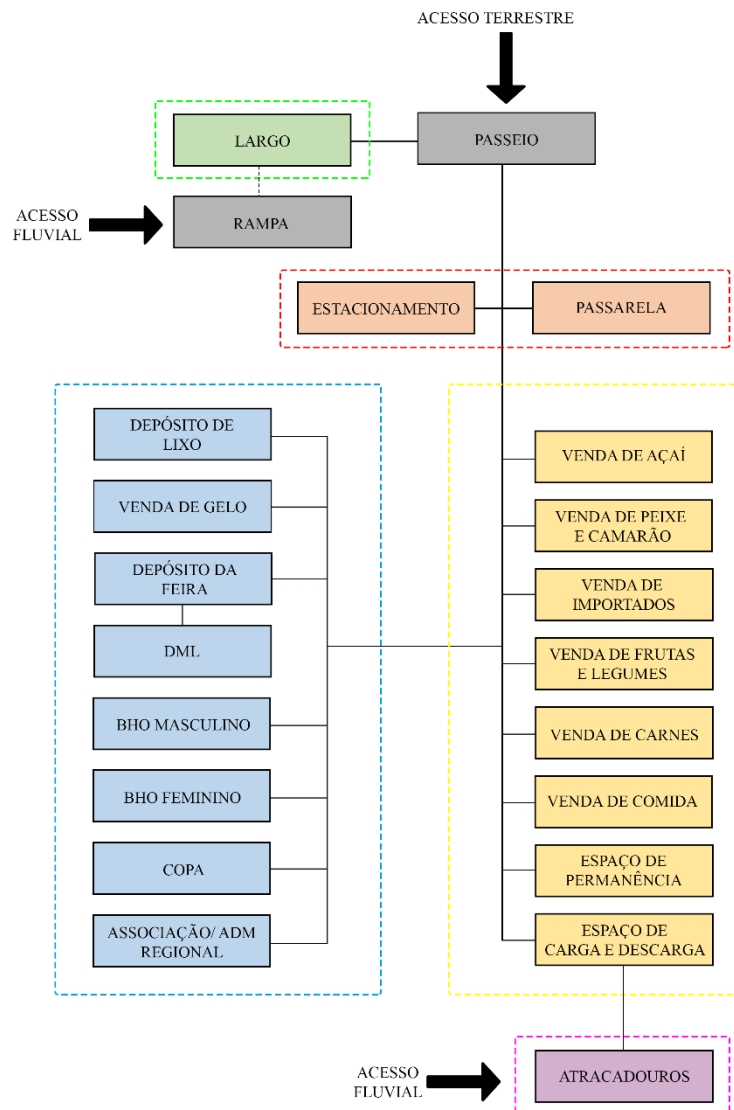 ACESSO TERRESTRE
LARGO
PASSEIO
ACESSO
FLUVIAL
RAMPA
ESTACIONAMENTO
PASSARELA
DEPÓSITO DE
LIXO
VENDA DE GELO
DEPÓSITO DA
FEIRA
DML
BHO MASCULINO
BHO FEMININO
COPA
ASSOCIAÇÃO/ ADM
REGIONAL
VENDA DE AÇAÍ
VENDA DE PEIXE
E CAMARÃO
VENDA DE
IMPORTADOS
VENDA DE FRUTAS
E LEGUMES
VENDA DE CARNES
VENDA DE COMIDA
ESPAÇO DE
PERMANÊNCIA
ESPAÇO DE
CARGA E DESCARGA
ACESSO
FLUVIAL
ATRACADOUROS